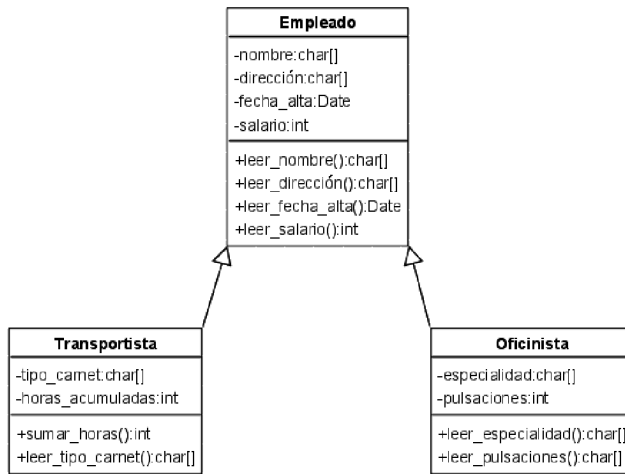 Empleado
-nombre:char[]
-dirección:char[]
-fecha_alta:Date
-salario:int
+leer_nombre():char[]
+leer_dirección():char[]
+leer_fecha_alta():Date
+leer_salario():int
Transportista
-tipo_carnet:char[]
-horas_acumuladas:int
+sumar_horas():int
+leer_tipo_carnet():char[]
Oficinista
-especialidad:char[]
-pulsaciones:int
+leer_especialidad():char[]
+leer_pulsaciones():char[]